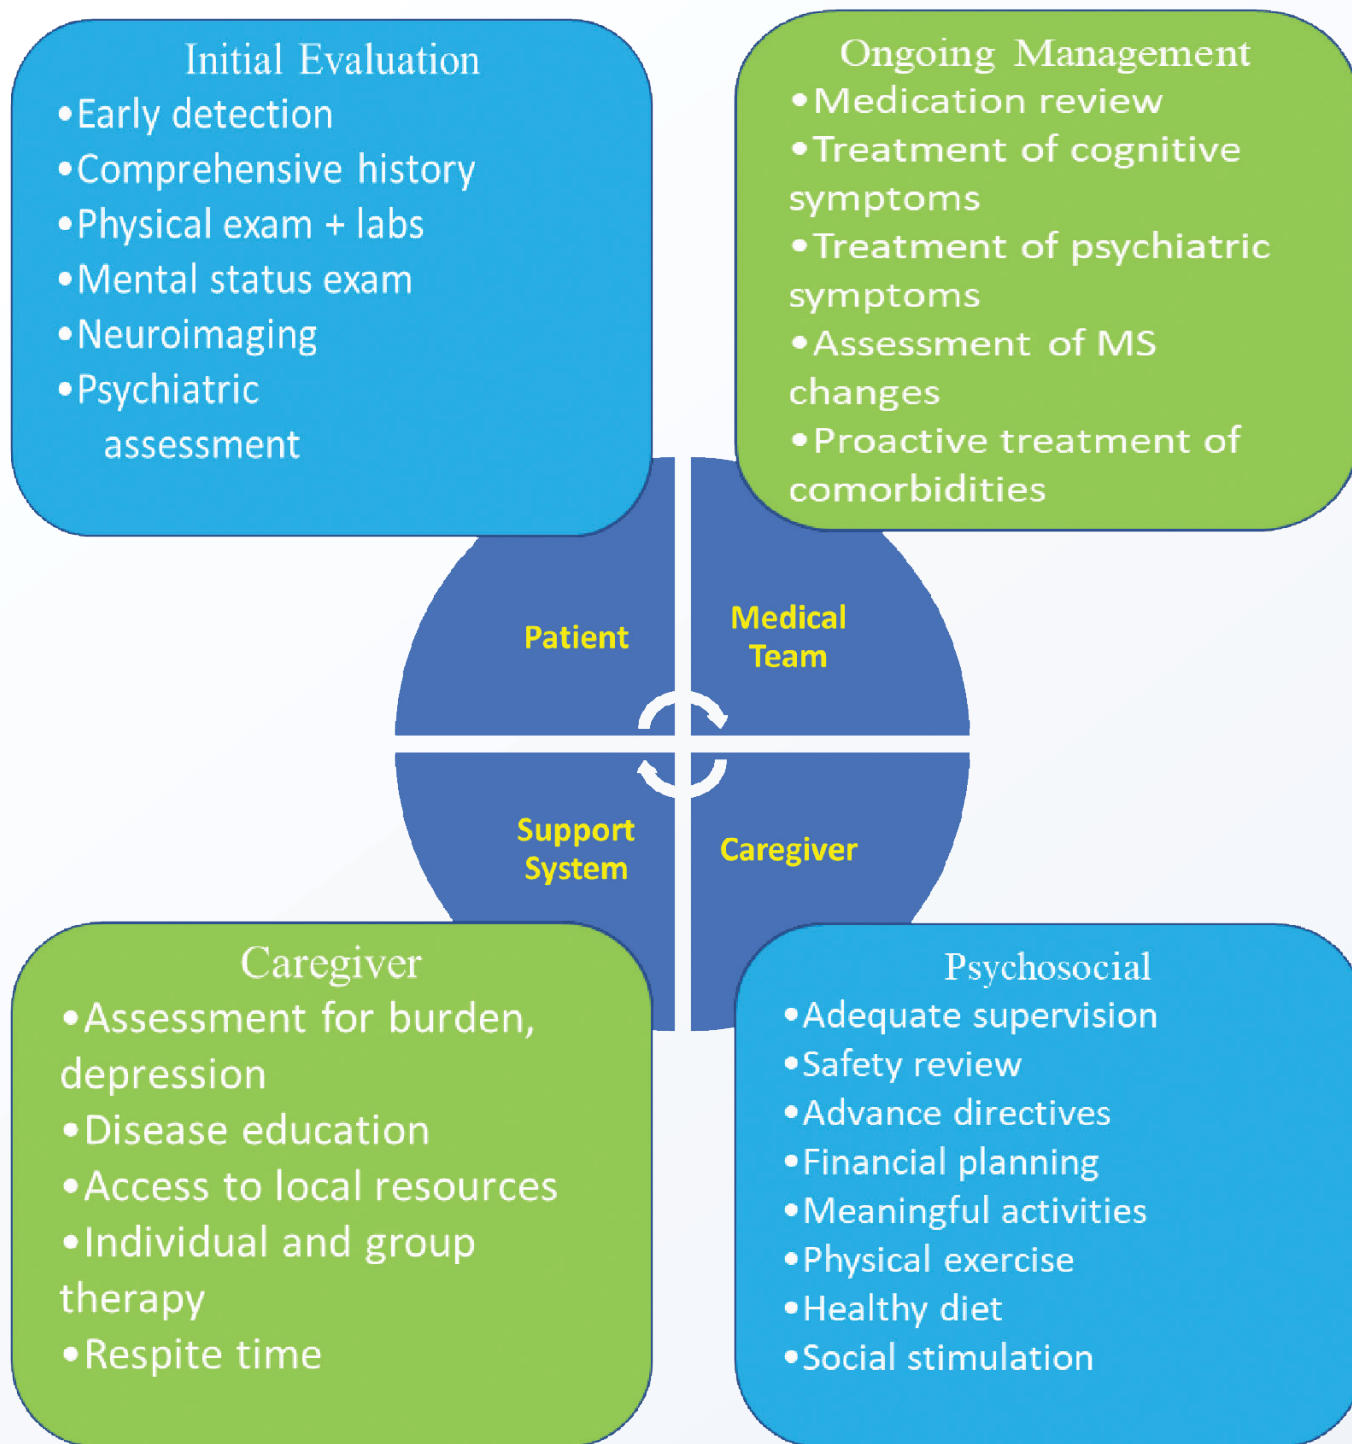 Initial Evaluation
•Early detection
•Comprehensive history
•Physical exam + labs
•Mental status exam
•Neuroimaging
•Psychiatric
assessment
Ongoing Management
•Medication review
•Treatment of cognitive
symptoms
•Treatment of psychiatric
symptoms
•Assessment of MS
changes
•Proactive treatment of
comorbidities
Patient
Medical
Team
Support
System
Caregiver
Caregiver
•Assessment for burden,
depression
•Disease education
•Access to local resources
•Individual and group
therapy
•Respite time
Psychosocial
•Adequate supervision
•Safety review
•Advance directives
•Financial planning
•Meaningful activities
•Physical exercise
•Healthy diet
•Social stimulation